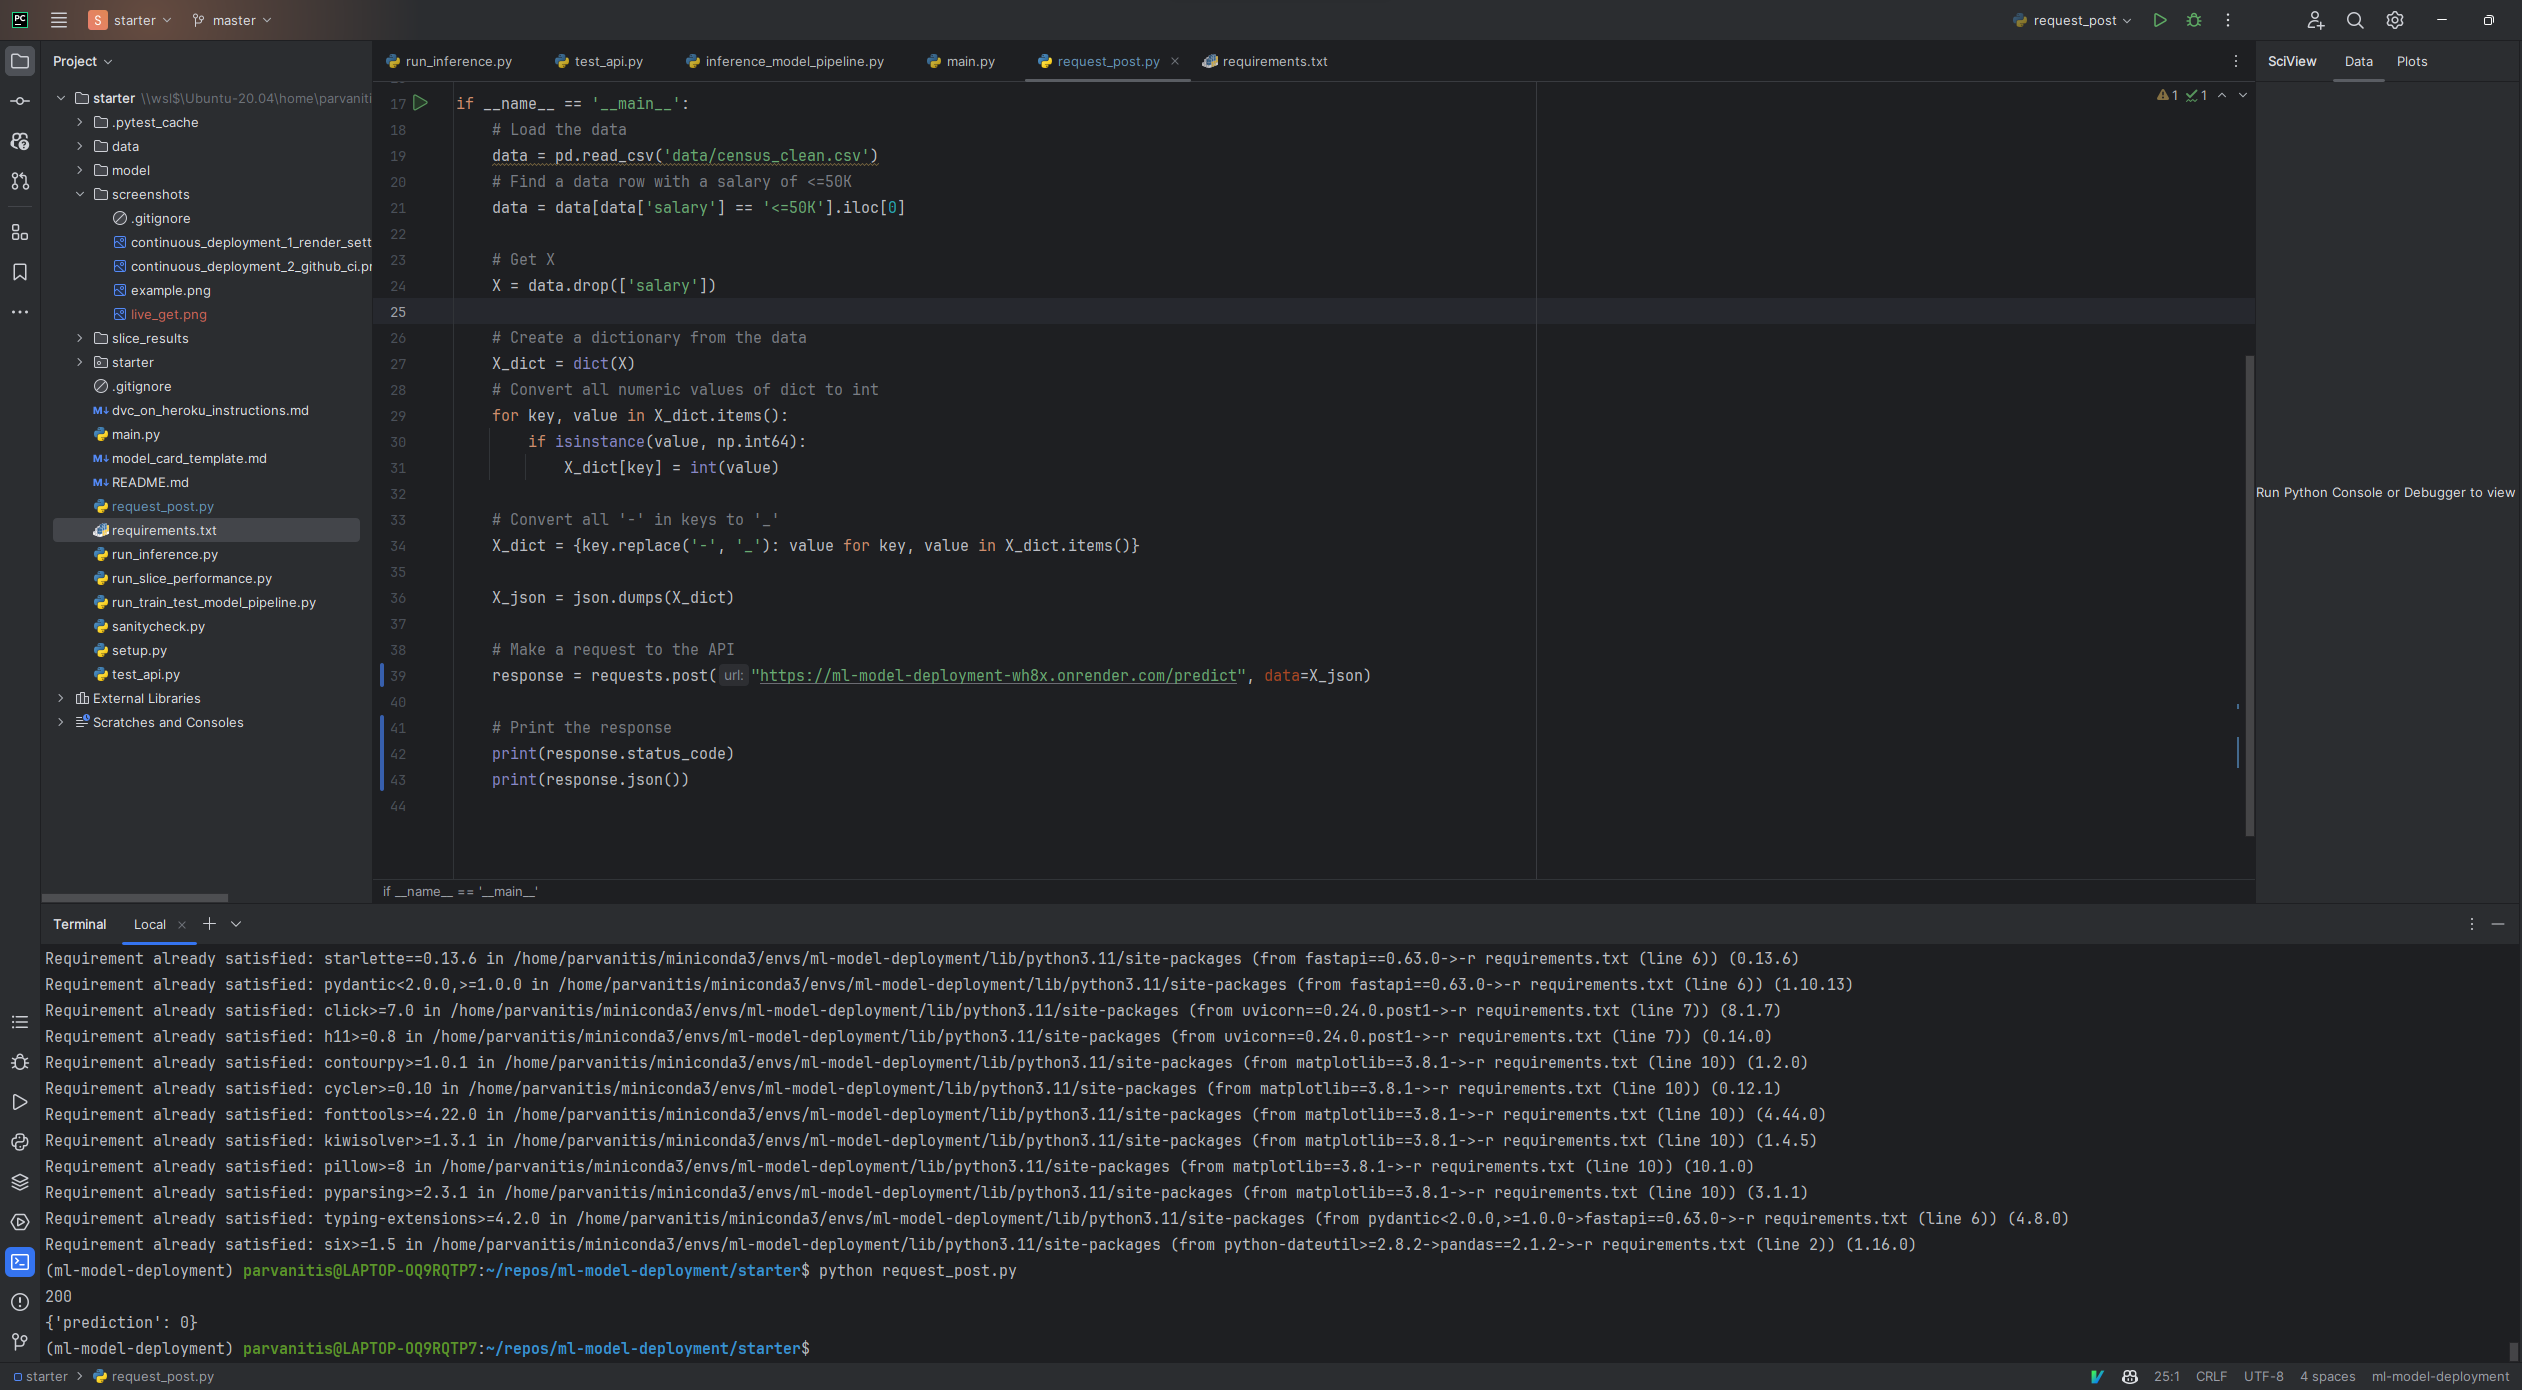 PC
S starter
master
request_post
Project
run_inference.py
test_api.py
inference_model_pipeline.py
main.py
request_post.py
requirements.txt
SciView
Data
Plots
starter \\wsl$\Ubuntu-20.04\home\parvaniti
.pytest_cache
data
model
screenshots
.gitignore
continuous_deployment_1_render_sett
continuous_deployment_2_github_ci.pr
example.png
live_get.png
slice_results
starter
.gitignore
M↓ dvc_on_heroku_instructions.md
main.py
M↓ model_card_template.md
M↓ README.md
request_post.py
requirements.txt
run_inference.py
run_slice_performance.py
run_train_test_model_pipeline.py
sanitycheck.py
setup.py
test_api.py
External Libraries
Scratches and Consoles
1 1
17 if __name__ == '__main__':
18 # Load the data
19 data = pd.read_csv('data/census_clean.csv')
20 # Find a data row with a salary of <=50K
21 data = data[data['salary'] == '<=50K'].iloc[0]
22
23 # Get X
24 X = data.drop(['salary'])
25
26 # Create a dictionary from the data
27 X_dict = dict(X)
28 # Convert all numeric values of dict to int
29 for key, value in X_dict.items():
30 if isinstance(value, np.int64):
31 X_dict[key] = int(value)
32
33 # Convert all '-' in keys to '_'
34 X_dict = {key.replace('-', '_'): value for key, value in X_dict.items()}
35
36 X_json = json.dumps(X_dict)
37
38 # Make a request to the API
39 response = requests.post( url: "https://ml-model-deployment-wh8x.onrender.com/predict", data=X_json)
40
41 # Print the response
42 print(response.status_code)
43 print(response.json())
44
Run Python Console or Debugger to view
if __name__ == '__main__'
Terminal
Local
Requirement already satisfied: starlette==0.13.6 in /home/parvanitis/miniconda3/envs/ml-model-deployment/lib/python3.11/site-packages (from fastapi==0.63.0->-r requirements.txt (line 6)) (0.13.6)
Requirement already satisfied: pydantic<2.0.0,>=1.0.0 in /home/parvanitis/miniconda3/envs/ml-model-deployment/lib/python3.11/site-packages (from fastapi==0.63.0->-r requirements.txt (line 6)) (1.10.13)
Requirement already satisfied: click>=7.0 in /home/parvanitis/miniconda3/envs/ml-model-deployment/lib/python3.11/site-packages (from uvicorn==0.24.0.post1->-r requirements.txt (line 7)) (8.1.7)
Requirement already satisfied: h11>=0.8 in /home/parvanitis/miniconda3/envs/ml-model-deployment/lib/python3.11/site-packages (from uvicorn==0.24.0.post1->-r requirements.txt (line 7)) (0.14.0)
Requirement already satisfied: contourpy>=1.0.1 in /home/parvanitis/miniconda3/envs/ml-model-deployment/lib/python3.11/site-packages (from matplotlib==3.8.1->-r requirements.txt (line 10)) (1.2.0)
Requirement already satisfied: cycler>=0.10 in /home/parvanitis/miniconda3/envs/ml-model-deployment/lib/python3.11/site-packages (from matplotlib==3.8.1->-r requirements.txt (line 10)) (0.12.1)
Requirement already satisfied: fonttools>=4.22.0 in /home/parvanitis/miniconda3/envs/ml-model-deployment/lib/python3.11/site-packages (from matplotlib==3.8.1->-r requirements.txt (line 10)) (4.44.0)
Requirement already satisfied: kiwisolver>=1.3.1 in /home/parvanitis/miniconda3/envs/ml-model-deployment/lib/python3.11/site-packages (from matplotlib==3.8.1->-r requirements.txt (line 10)) (1.4.5)
Requirement already satisfied: pillow>=8 in /home/parvanitis/miniconda3/envs/ml-model-deployment/lib/python3.11/site-packages (from matplotlib==3.8.1->-r requirements.txt (line 10)) (10.1.0)
Requirement already satisfied: pyparsing>=2.3.1 in /home/parvanitis/miniconda3/envs/ml-model-deployment/lib/python3.11/site-packages (from matplotlib==3.8.1->-r requirements.txt (line 10)) (3.1.1)
Requirement already satisfied: typing-extensions>=4.2.0 in /home/parvanitis/miniconda3/envs/ml-model-deployment/lib/python3.11/site-packages (from pydantic<2.0.0,>=1.0.0->fastapi==0.63.0->-r requirements.txt (line 6)) (4.8.0)
Requirement already satisfied: six>=1.5 in /home/parvanitis/miniconda3/envs/ml-model-deployment/lib/python3.11/site-packages (from python-dateutil>=2.8.2->pandas==2.1.2->-r requirements.txt (line 2)) (1.16.0)
(ml-model-deployment) parvanitis@LAPTOP-OQ9RQTP7:~/repos/ml-model-deployment/starter$ python request_post.py
200
{'prediction': 0}
(ml-model-deployment) parvanitis@LAPTOP-OQ9RQTP7:~/repos/ml-model-deployment/starter$
starter > request_post.py
25:1 CRLF UTF-8 4 spaces ml-model-deployment